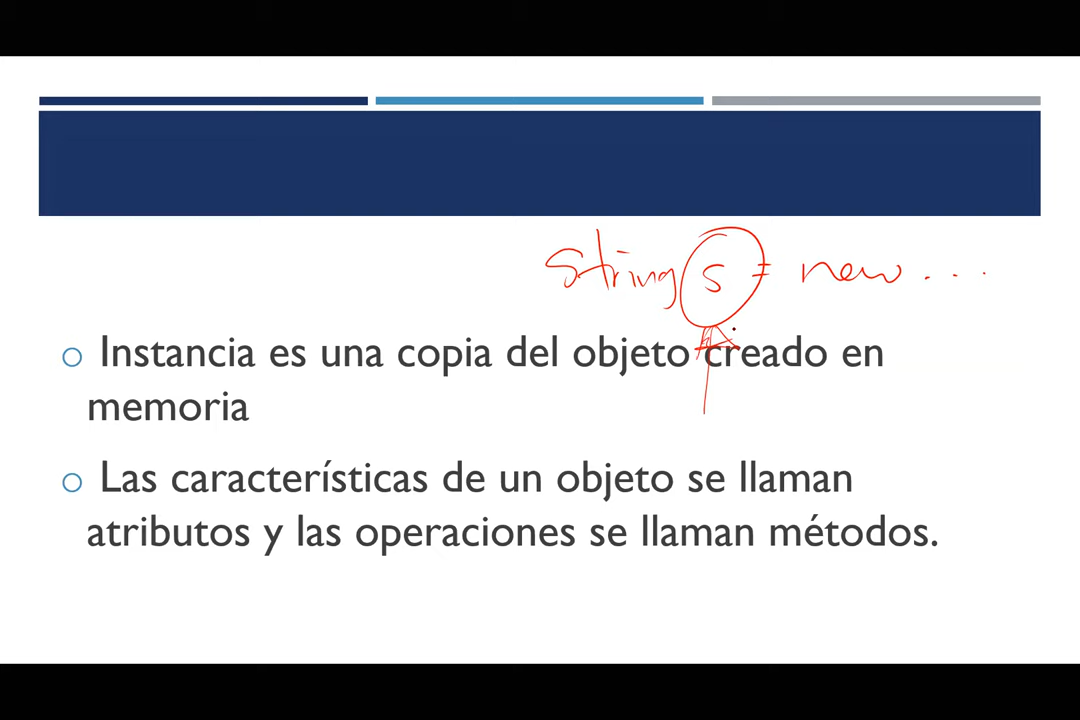 String s = new ...
Instancia es una copia del objeto creado en
memoria
Las características de un objeto se llaman
atributos y las operaciones se llaman métodos.